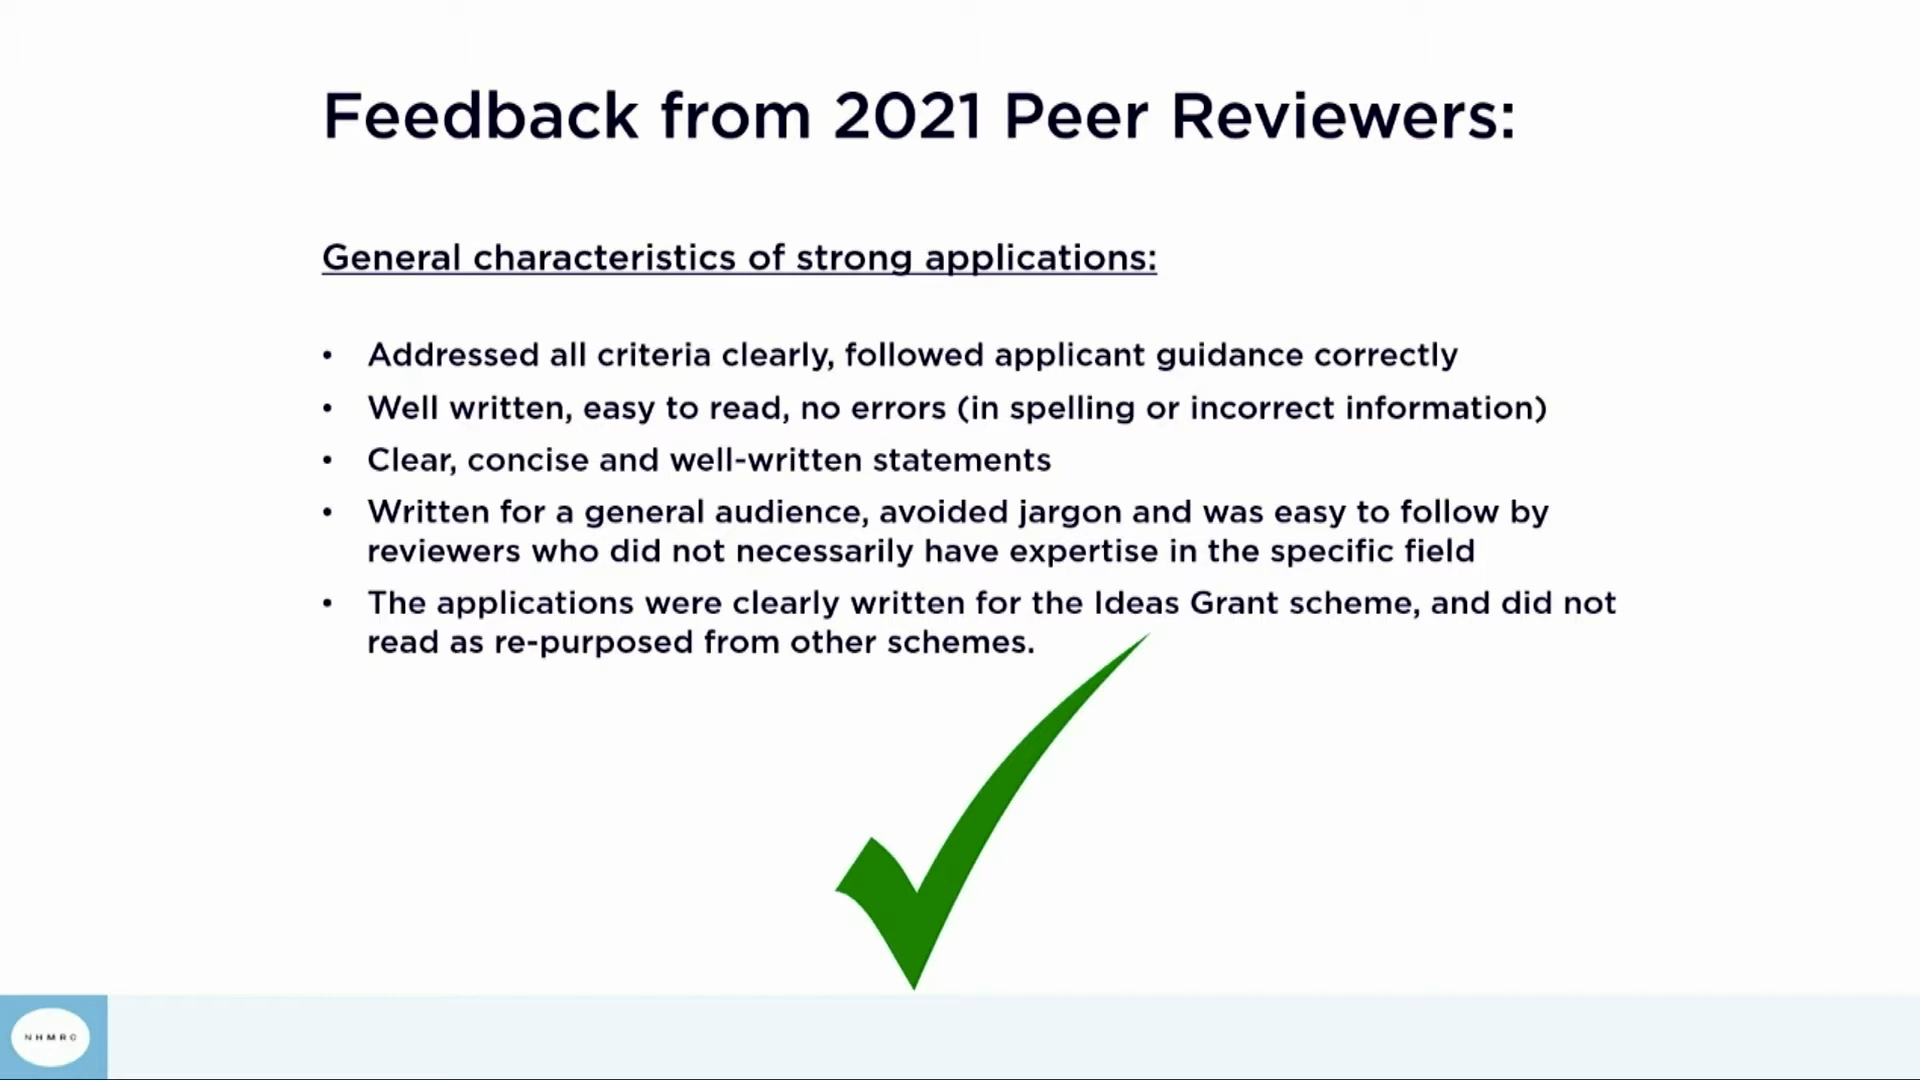 Feedback from 2021 Peer Reviewers:
General characteristics of strong applications:
• Addressed all criteria clearly, followed applicant guidance correctly
• Well written, easy to read, no errors (in spelling or incorrect information)
• Clear, concise and well-written statements
• Written for a general audience, avoided jargon and was easy to follow by
reviewers who did not necessarily have expertise in the specific field
• The applications were clearly written for the Ideas Grant scheme, and did not
read as re-purposed from other schemes.
NHMRC